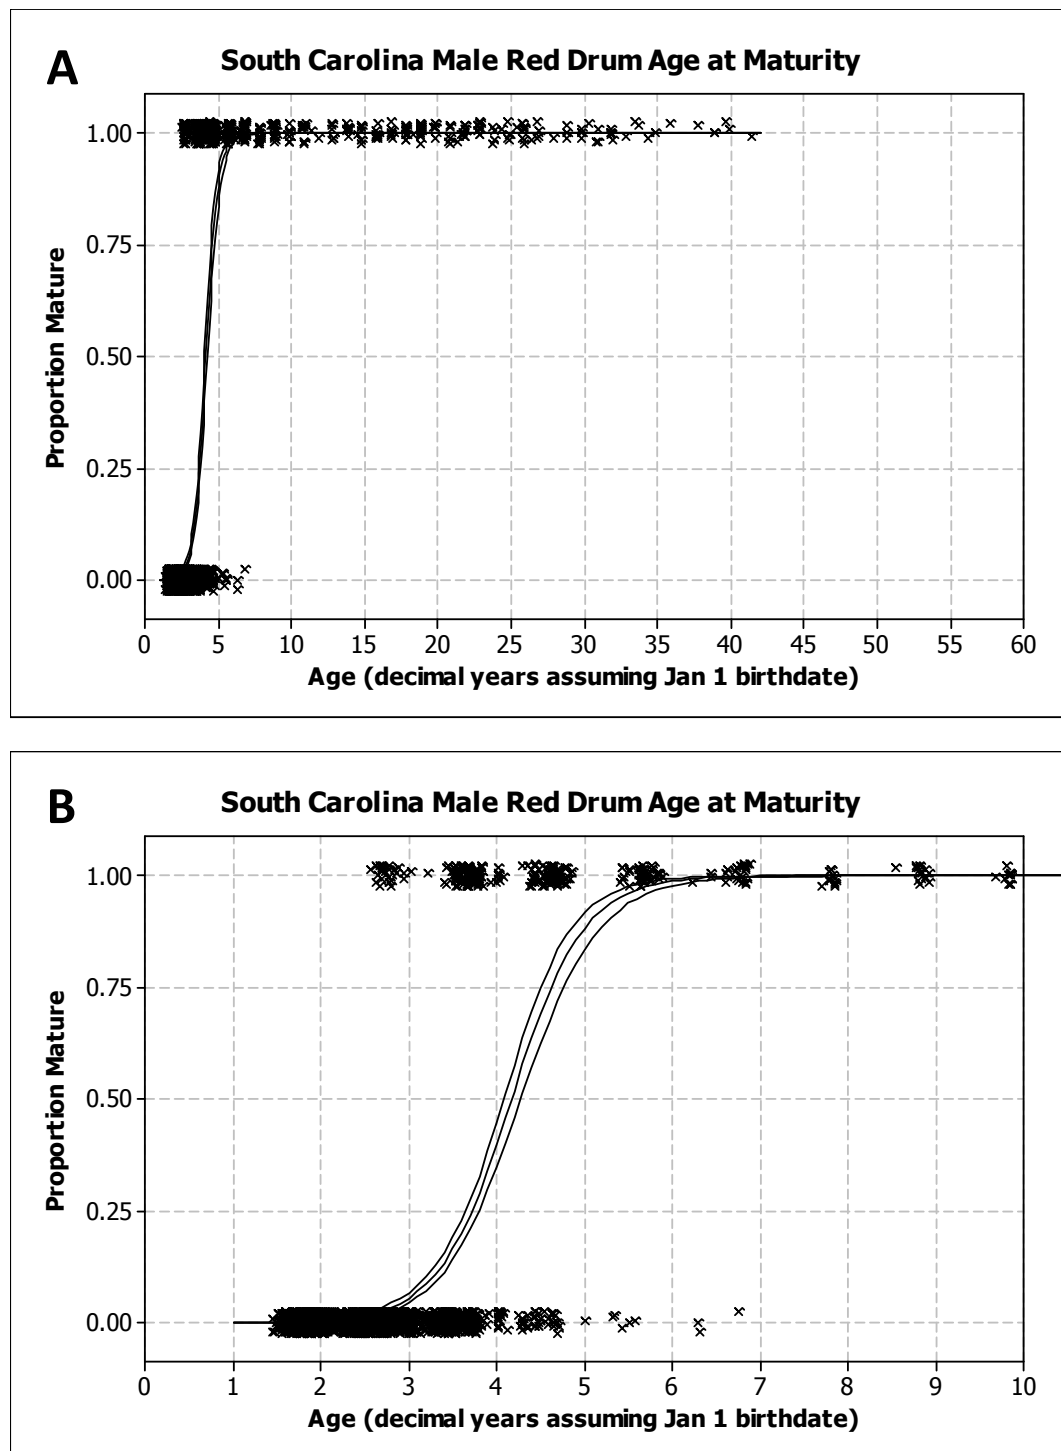 A
South Carolina Male Red Drum Age at Maturity
Proportion Mature
1.00
0.75
0.50
0.25
0.00
0 5 10 15 20 25 30 35 40 45 50 55 60
Age (decimal years assuming Jan 1 birthdate)
B
South Carolina Male Red Drum Age at Maturity
Proportion Mature
1.00
0.75
0.50
0.25
0.00
0 1 2 3 4 5 6 7 8 9 10
Age (decimal years assuming Jan 1 birthdate)